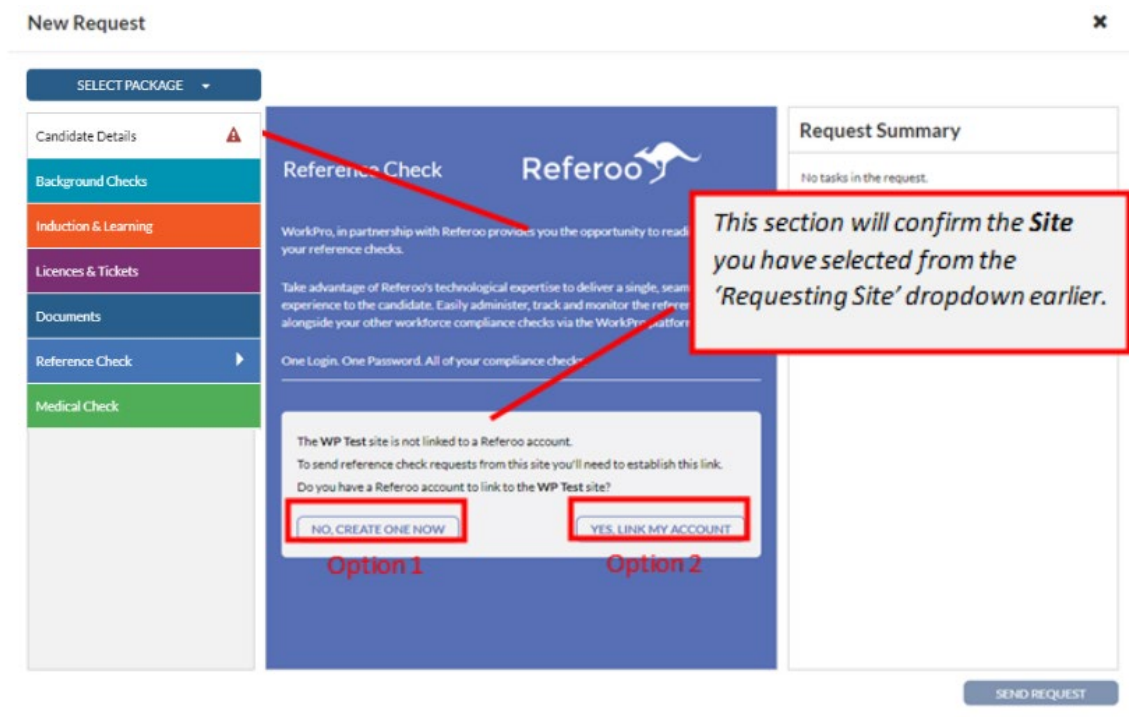 New Request
SELECT PACKAGE
Candidate Details
Background Checks
Induction & Learning
Licences & Tickets
Documents
Reference Check
Medical Check
Reference Check
Referoo
WorkPro, in partnership with Referoo provides you the opportunity to
your reference checks.
Take advantage of Referoo's technological expertise to deliver a single,
experience to the candidate. Easily administer, track and monitor the
alongside your other workforce compliance checks via the WorkPro
One Login. One Password. All of your compliance
The WP Test site is not linked to a Referoo account.
To send reference check requests from this site you'll need to establish this link.
Do you have a Referoo account to link to the WP Test site?
NO, CREATE ONE NOW
YES, LINK MY ACCOUNT
Option 1
Option 2
Request Summary
No tasks in the request.
This section will confirm the Site
you have selected from the
‘Requesting Site’ dropdown earlier.
SEND REQUEST